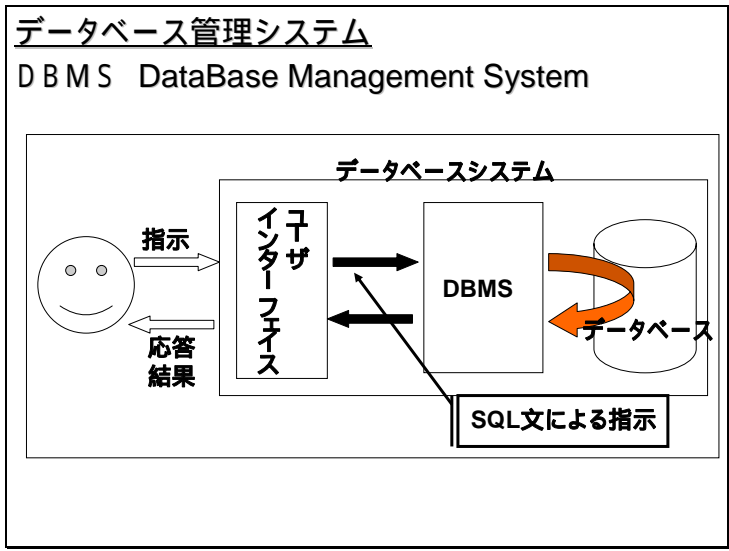 データベース管理システム
ＤＢＭＳ DataBase Management System
データベースシステム
指示
応答
結果
ユーザ
インターフェイス
DBMS
データベース
SQL文による指示